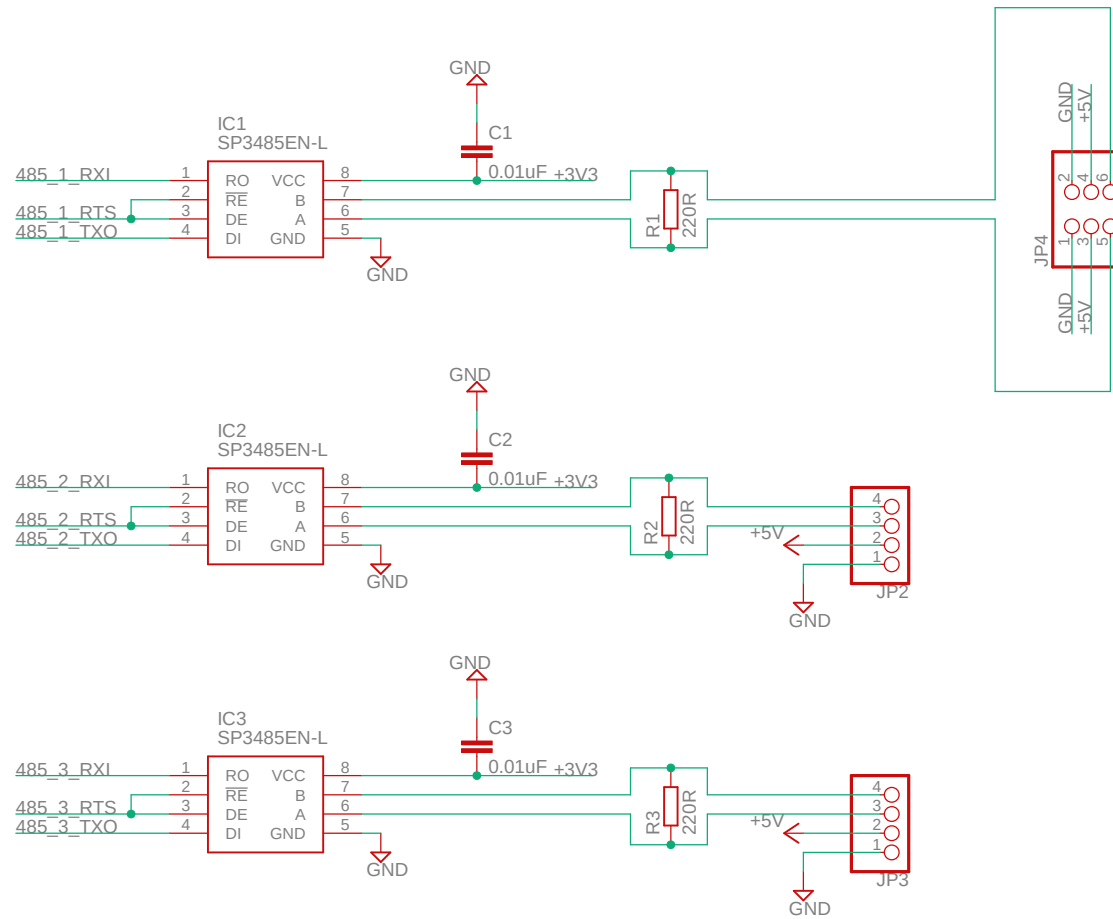 GND
IC1
SP3485EN-L
C1
0.01uF +3V3
485_1_RXI 1 RO VCC 8
2 RE B 7
485_1_RTS 3 DE A 6
485_1_TXO 4 DI GND 5
GND
R1
220R
GND
+5V
2 4 6
1 3 5
JP4
GND
+5V
GND
IC2
SP3485EN-L
C2
0.01uF +3V3
485_2_RXI 1 RO VCC 8
2 RE B 7
485_2_RTS 3 DE A 6
485_2_TXO 4 DI GND 5
GND
R2
220R
+5V
4
3
2
1
JP2
GND
GND
IC3
SP3485EN-L
C3
0.01uF +3V3
485_3_RXI 1 RO VCC 8
2 RE B 7
485_3_RTS 3 DE A 6
485_3_TXO 4 DI GND 5
GND
R3
220R
+5V
4
3
2
1
JP3
GND